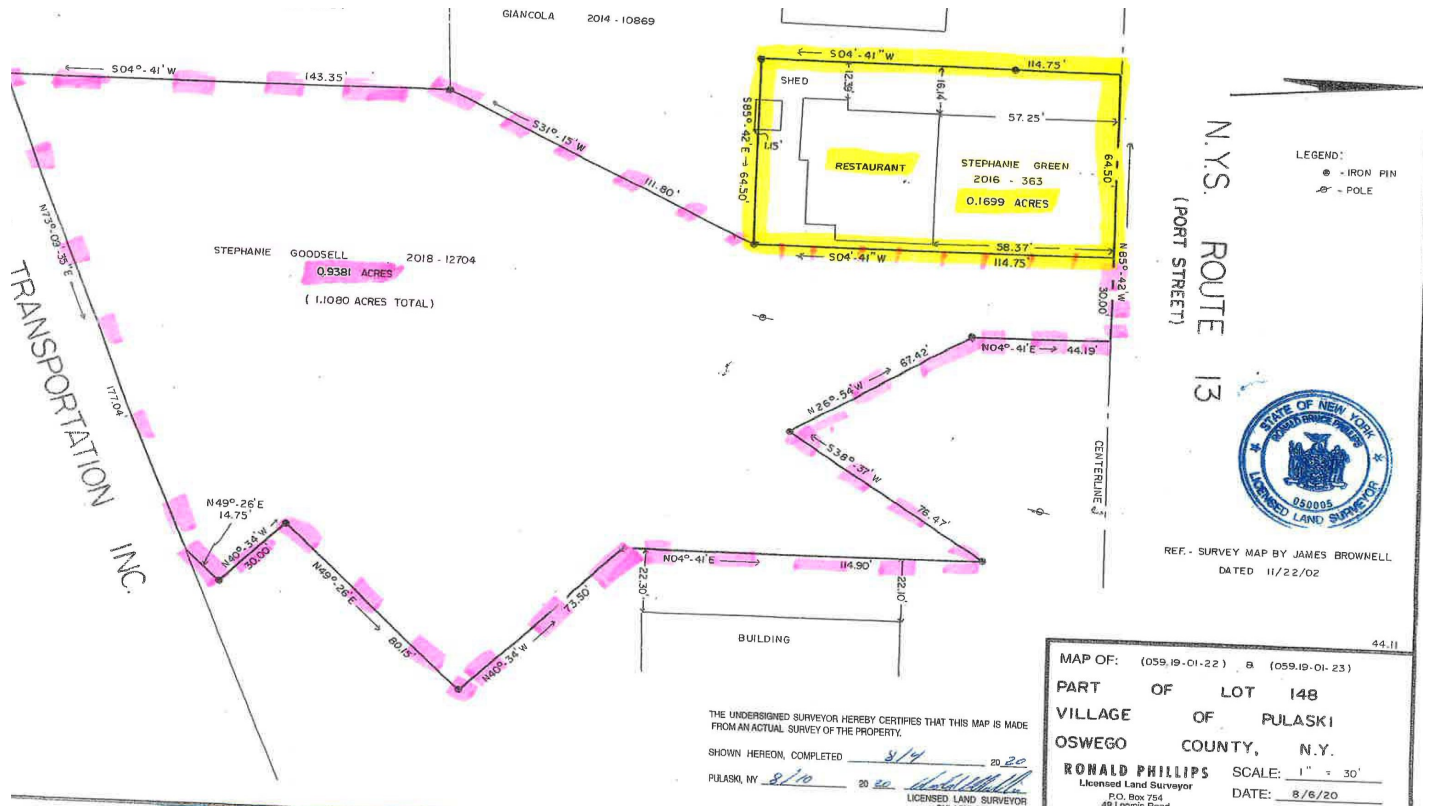 GIANCOLA 2014 - 10869
S04°-41"W
143.35'
S04°-41"W
114.75'
SHED
12.39'
16.14'
57.25'
S31°-15'W
111.80'
S85°-42'E
64.50'
1.15'
RESTAURANT
STEPHANIE GREEN
2016 - 363
0.1699 ACRES
64.50'
58.37'
S04°-41"W
114.75'
N85°-42'W
30.00'
N.Y.S. ROUTE 13
(PORT STREET)
LEGEND:
- IRON PIN
- POLE
N73°-09'-35"E
177.04'
STEPHANIE GOODSELL 2018 - 12704
0.9381 ACRES
( 1.1080 ACRES TOTAL)
TRANSPORTATION INC.
N04°-41'E
44.19'
N26°-54'W
67.42'
S38°-37'W
76.47'
CENTERLINE
N49°-26'E
14.75'
N40°-34'W
30.00'
N49°-26'E
80.15'
N40°-34'W
73.50'
N04°-41'E
114.90'
22.30'
22.10'
BUILDING
STATE OF NEW YORK
RONALD BRUCE PHILLIPS
050005
LICENSED LAND SURVEYOR
REF. - SURVEY MAP BY JAMES BROWNELL
DATED 11/22/02
44.11
MAP OF: (059.19-01-22) & (059.19-01-23)
PART OF LOT 148
VILLAGE OF PULASKI
OSWEGO COUNTY, N.Y.
RONALD PHILLIPS
Licensed Land Surveyor
P.O. Box 754
SCALE: 1" = 30'
DATE: 8/6/20
THE UNDERSIGNED SURVEYOR HEREBY CERTIFIES THAT THIS MAP IS MADE
FROM AN ACTUAL SURVEY OF THE PROPERTY.
SHOWN HEREON, COMPLETED 8/4 20 20
PULASKI, NY 8/10 20 20
LICENSED LAND SURVEYOR